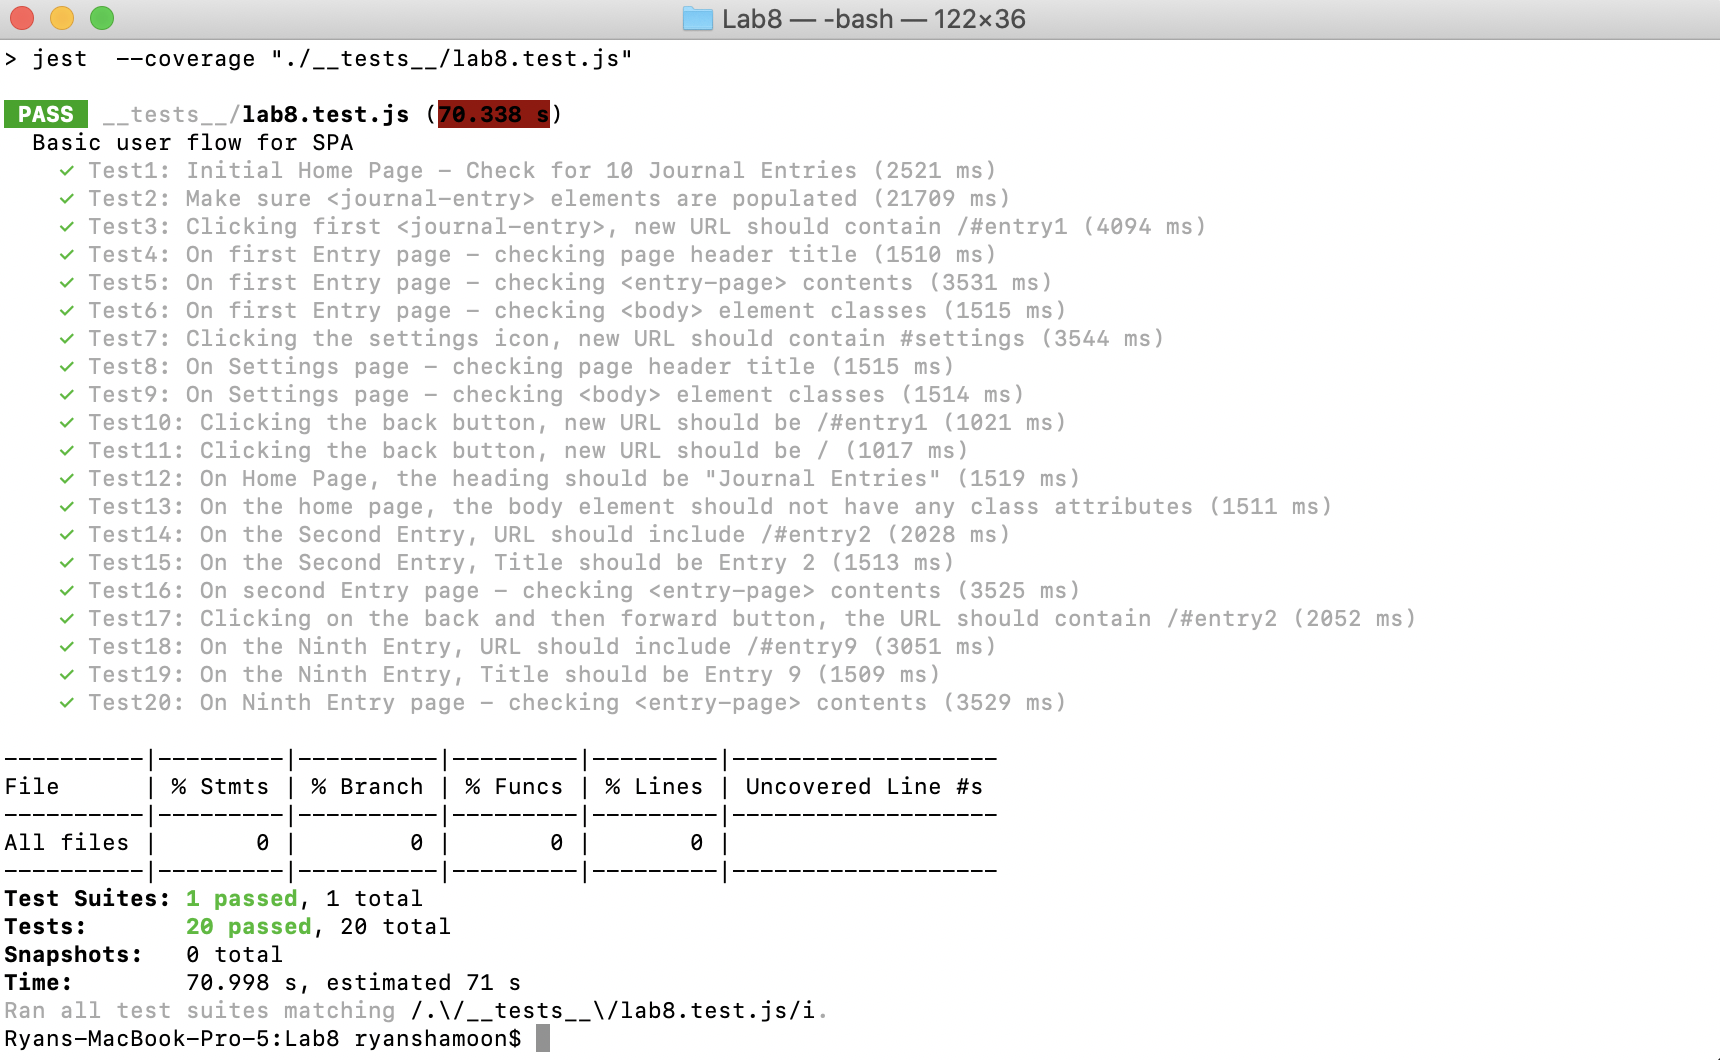 Lab8 — -bash — 122×36
> jest  --coverage "./__tests__/lab8.test.js"
PASS __tests__/lab8.test.js (70.338 s)
Basic user flow for SPA
✓ Test1: Initial Home Page - Check for 10 Journal Entries (2521 ms)
✓ Test2: Make sure <journal-entry> elements are populated (21709 ms)
✓ Test3: Clicking first <journal-entry>, new URL should contain /#entry1 (4094 ms)
✓ Test4: On first Entry page - checking page header title (1510 ms)
✓ Test5: On first Entry page - checking <entry-page> contents (3531 ms)
✓ Test6: On first Entry page - checking <body> element classes (1515 ms)
✓ Test7: Clicking the settings icon, new URL should contain #settings (3544 ms)
✓ Test8: On Settings page - checking page header title (1515 ms)
✓ Test9: On Settings page - checking <body> element classes (1514 ms)
✓ Test10: Clicking the back button, new URL should be /#entry1 (1021 ms)
✓ Test11: Clicking the back button, new URL should be / (1017 ms)
✓ Test12: On Home Page, the heading should be "Journal Entries" (1519 ms)
✓ Test13: On the home page, the body element should not have any class attributes (1511 ms)
✓ Test14: On the Second Entry, URL should include /#entry2 (2028 ms)
✓ Test15: On the Second Entry, Title should be Entry 2 (1513 ms)
✓ Test16: On second Entry page - checking <entry-page> contents (3525 ms)
✓ Test17: Clicking on the back and then forward button, the URL should contain /#entry2 (2052 ms)
✓ Test18: On the Ninth Entry, URL should include /#entry9 (3051 ms)
✓ Test19: On the Ninth Entry, Title should be Entry 9 (1509 ms)
✓ Test20: On Ninth Entry page - checking <entry-page> contents (3529 ms)
----------|---------|----------|---------|---------|-------------------
File      | % Stmts | % Branch | % Funcs | % Lines | Uncovered Line #s
----------|---------|----------|---------|---------|-------------------
All files |       0 |        0 |       0 |       0 |
----------|---------|----------|---------|---------|-------------------
Test Suites: 1 passed, 1 total
Tests:       20 passed, 20 total
Snapshots:   0 total
Time:        70.998 s, estimated 71 s
Ran all test suites matching /.\/__tests__\/lab8.test.js/i.
Ryans-MacBook-Pro-5:Lab8 ryanshamoon$